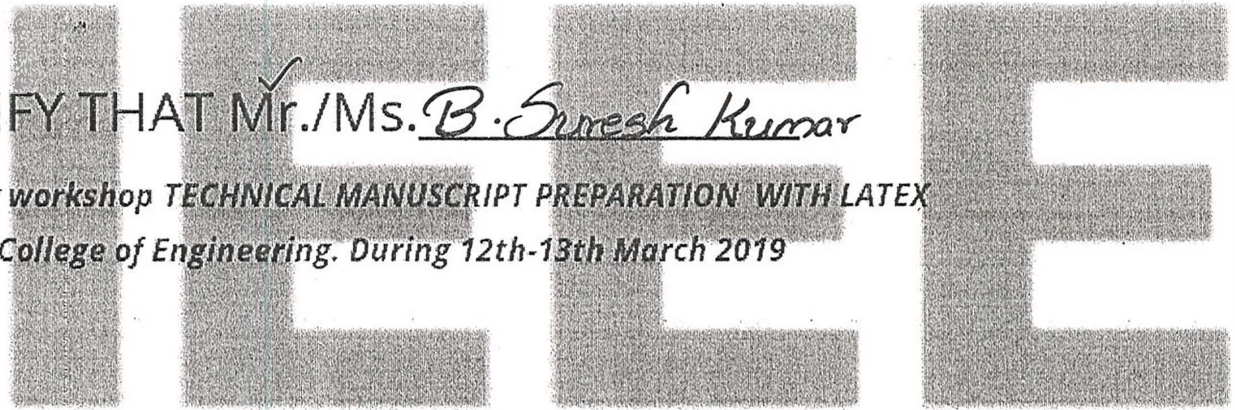 IEEE
FY THAT Mr./Ms. B. Suresh Kumar
workshop TECHNICAL MANUSCRIPT PREPARATION WITH LATEX
College of Engineering. During 12th-13th March 2019